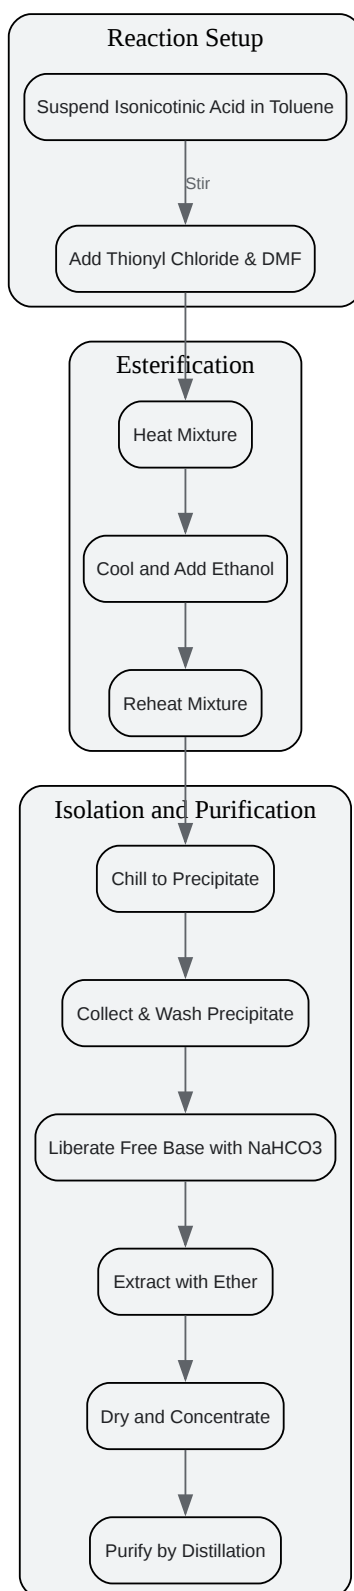 Reaction Setup
Suspend Isonicotinic Acid in Toluene
Stir
Add Thionyl Chloride & DMF
Esterification
Heat Mixture
Cool and Add Ethanol
Reheat Mixture
Isolation and Purification
Chill to Precipitate
Collect & Wash Precipitate
Liberate Free Base with NaHCO3
Extract with Ether
Dry and Concentrate
Purify by Distillation